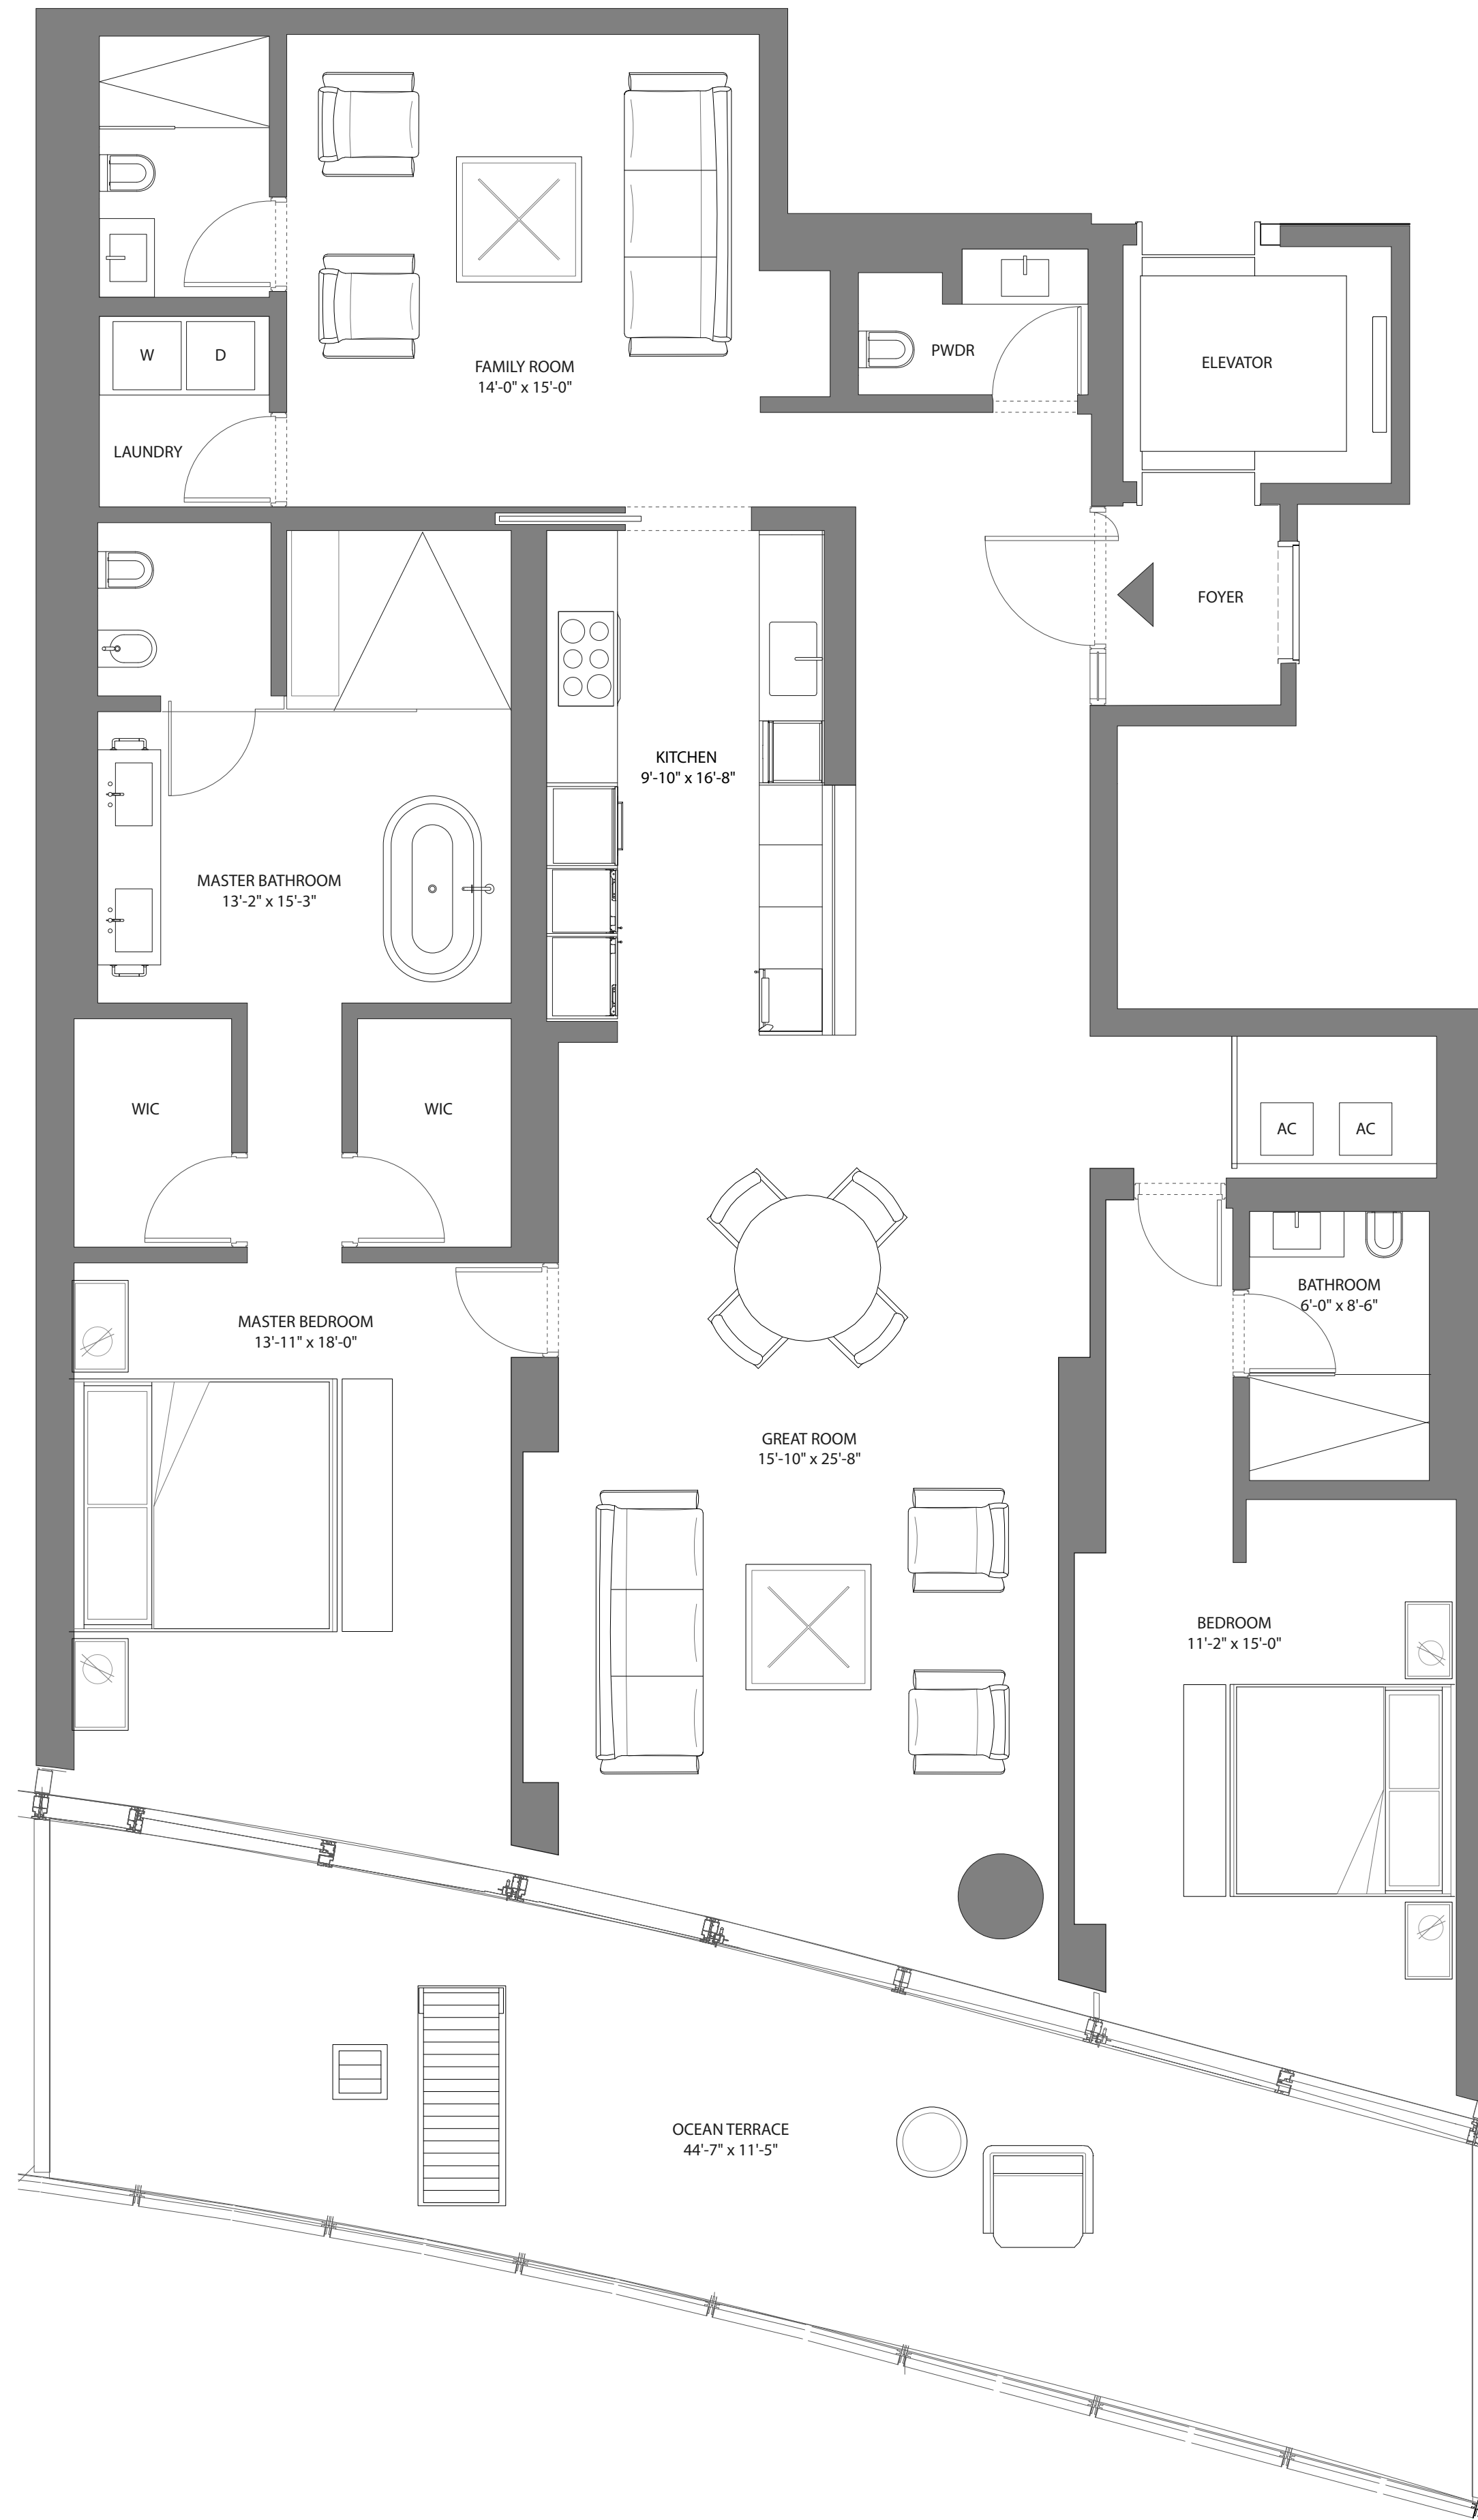 FAMILY ROOM
14'-0" x 15'-0"
W
D
LAUNDRY
PWDR
ELEVATOR
FOYER
KITCHEN
9'-10" x 16'-8"
MASTER BATHROOM
13'-2" x 15'-3"
WIC
WIC
AC
AC
MASTER BEDROOM
13'-11" x 18'-0"
BATHROOM
6'-0" x 8'-6"
GREAT ROOM
15'-10" x 25'-8"
BEDROOM
11'-2" x 15'-0"
OCEAN TERRACE
44'-7" x 11'-5"